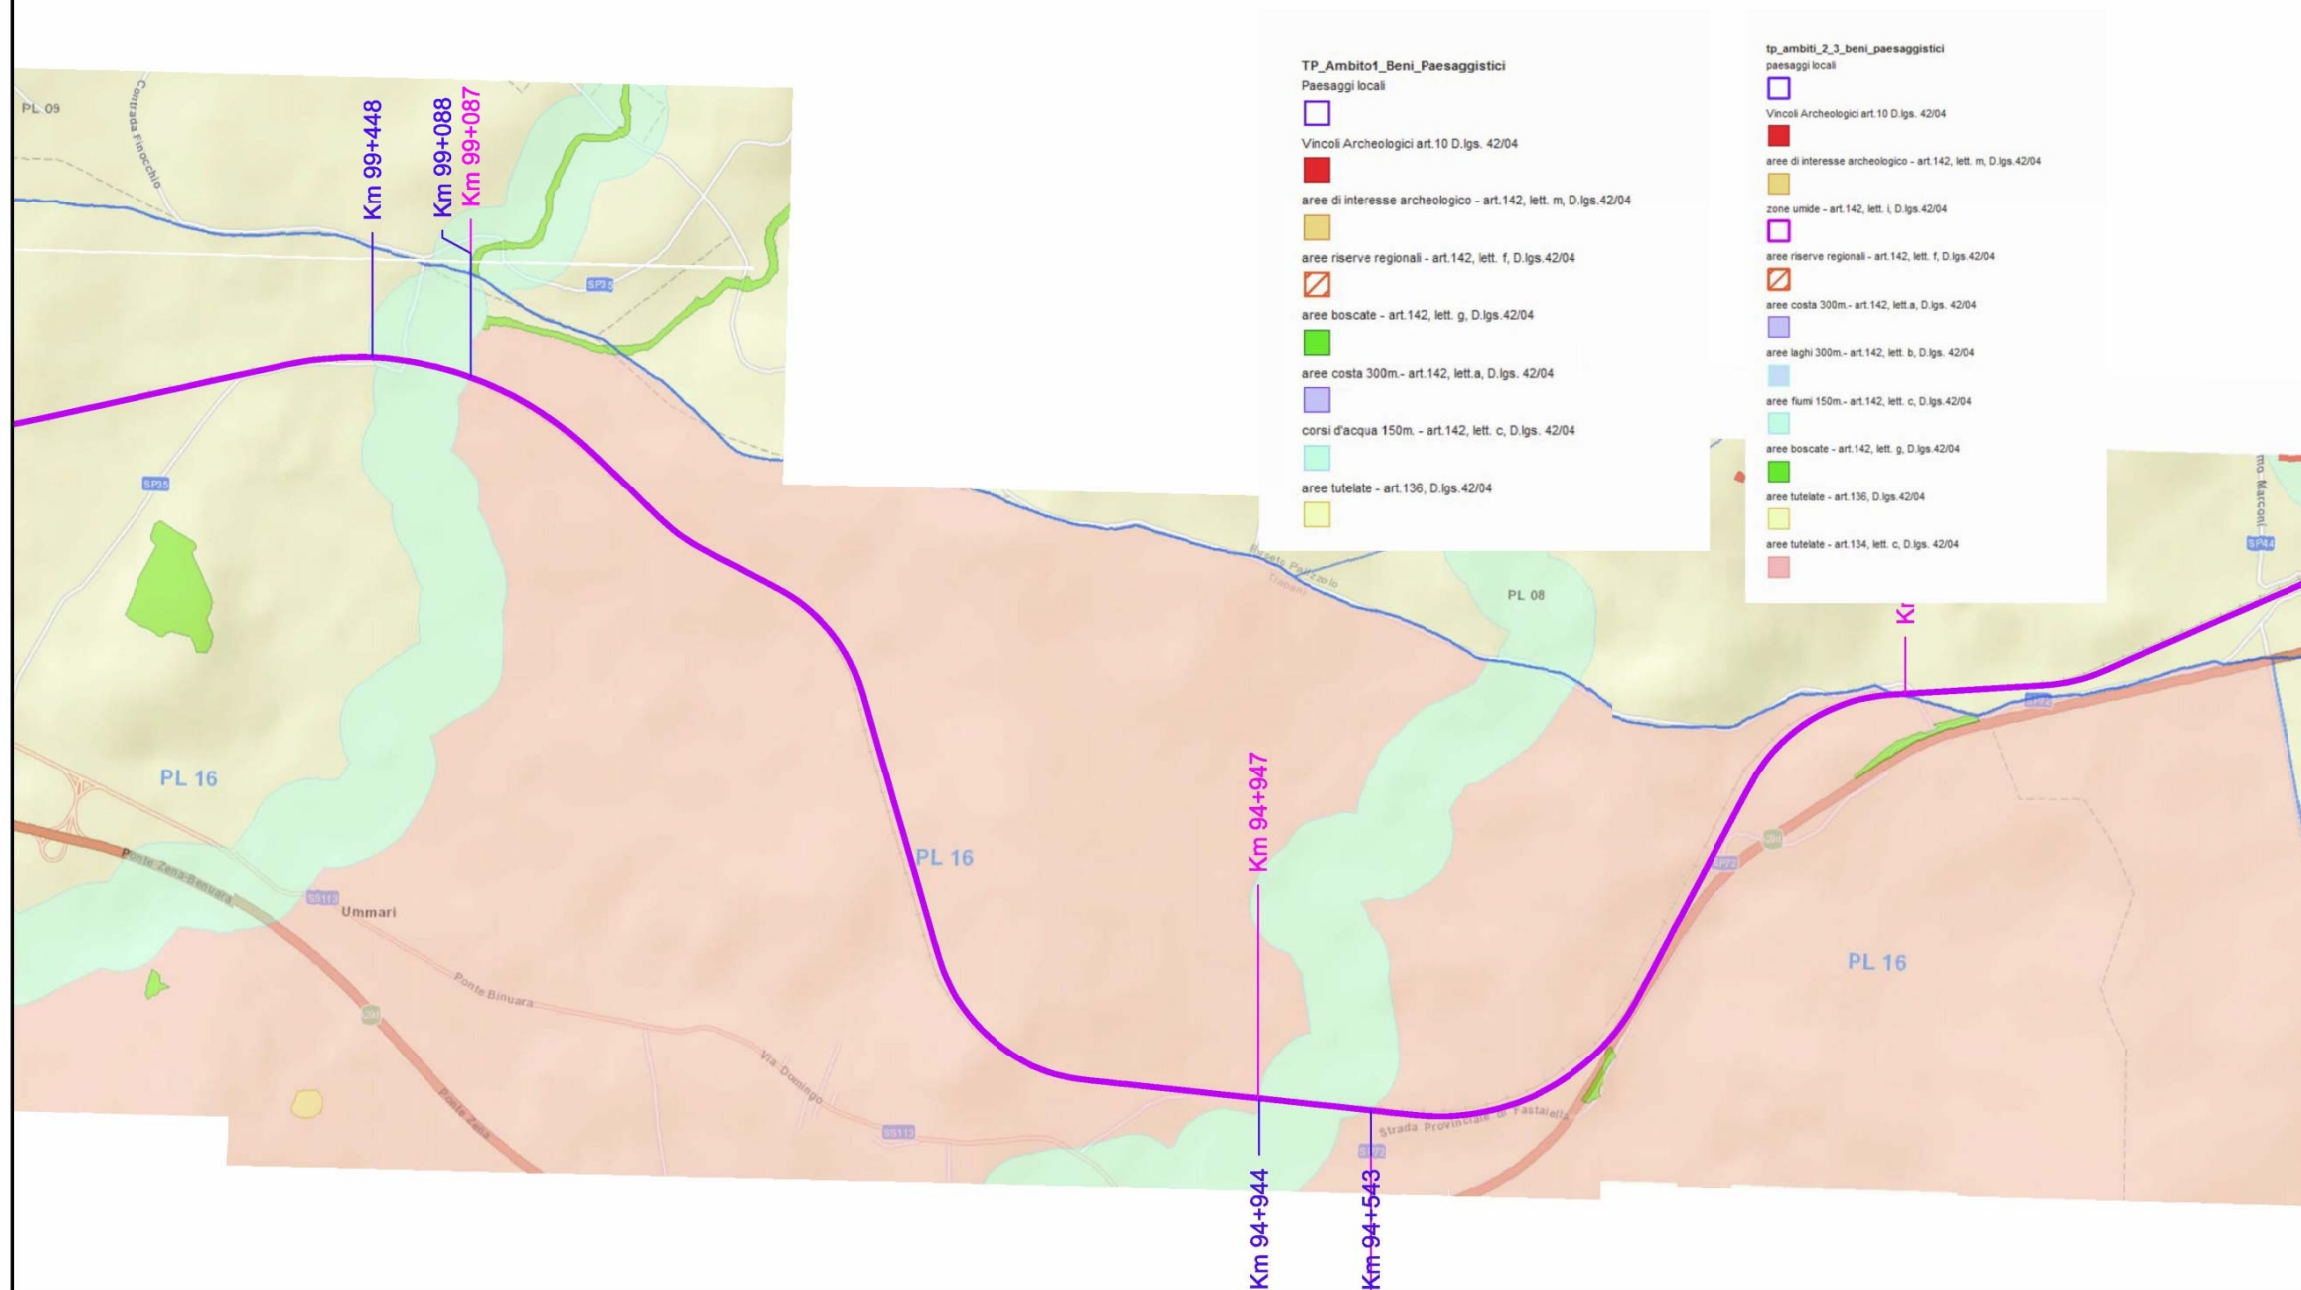 TP_Ambito1_Beni_Paesaggistici
Paesaggi locali
Vincoli Archeologici art.10 D.lgs. 42/04
aree di interesse archeologico - art.142, lett. m, D.lgs.42/04
aree riserve regionali - art.142, lett. f, D.lgs.42/04
aree boscate - art.142, lett. g, D.lgs.42/04
aree costa 300m.- art.142, lett.a, D.lgs. 42/04
corsi d'acqua 150m. - art.142, lett. c, D.lgs. 42/04
aree tutelate - art.136, D.lgs.42/04
tp_ambiti_2_3_beni_paesaggistici
paesaggi locali
Vincoli Archeologici art.10 D.lgs. 42/04
aree di interesse archeologico - art.142, lett. m, D.lgs.42/04
zone umide - art.142, lett. i, D.lgs.42/04
aree riserve regionali - art.142, lett. f, D.lgs.42/04
aree costa 300m.- art.142, lett.a, D.lgs. 42/04
aree laghi 300m.- art.142, lett. b, D.lgs. 42/04
aree fiumi 150m.- art.142, lett. c, D.lgs.42/04
aree boscate - art.142, lett. g, D.lgs.42/04
aree tutelate - art.136, D.lgs.42/04
aree tutelate - art.134, lett. c, D.lgs. 42/04
PL 09
Contrada Finocchio
Km 99+448
Km 99+088
Km 99+087
SP35
SP35
Trapani
PL 08
Marconi
SP44
PL 16
Ponte Zena-Benuara
SS113
Ummari
Ponte Binuara
Via Domingo
Ponte Zena
SS113
PL 16
Km 94+947
Km 94+944
Km 94+543
Strada Provinciale di Fastaiella
SP72
SP72
PL 16